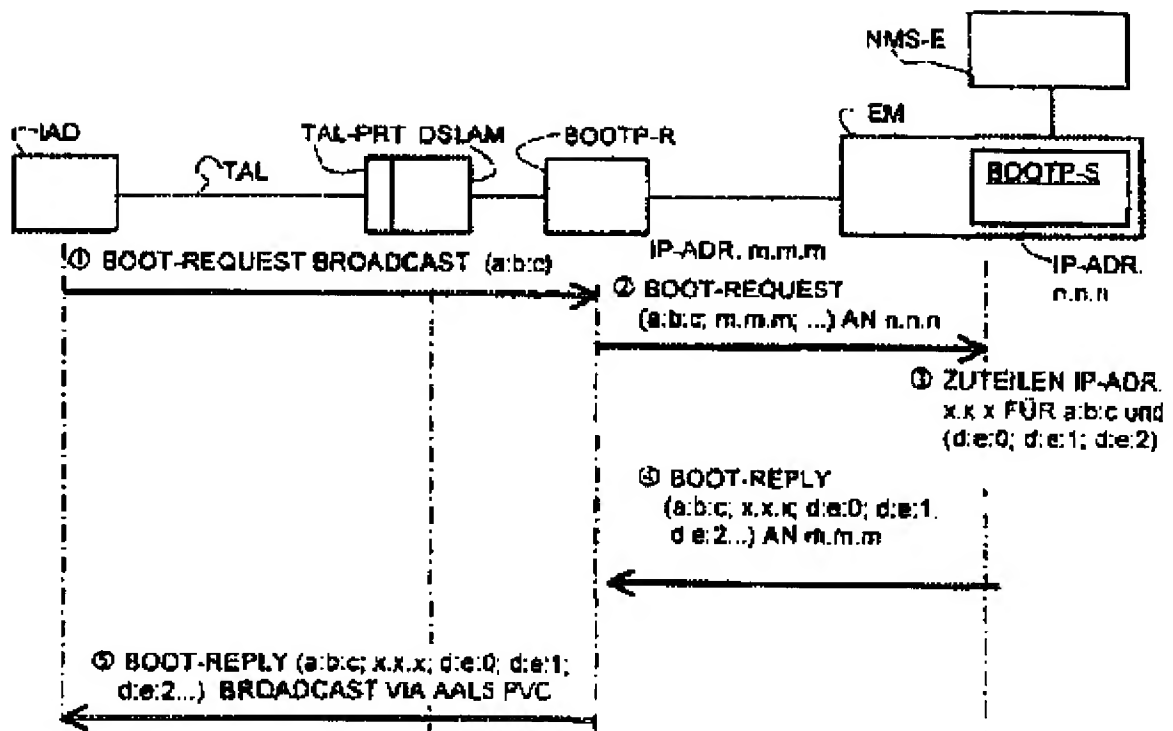 NMS-E
IAD
TAL-PRT DSLAM
BOOTP-R
EM
TAL
BOOTP-S
① BOOT-REQUEST BROADCAST (a:b:c)
IP-ADR. m.m.m
IP-ADR.
n.n.n
② BOOT-REQUEST
(a:b:c; m.m.m; ...) AN n.n.n
③ ZUTEILEN IP-ADR.
x.x x FÜR a:b:c und
(d:e:0; d:e:1; d:e:2)
④ BOOT-REPLY
(a:b:c; x.x.x; d:e:0; d:e:1.
d e:2...) AN m.m.m
⑤ BOOT-REPLY (a:b:c; x.x.x; d:e:0; d:e:1;
d:e:2...) BROADCAST VIA AAL5 PVC